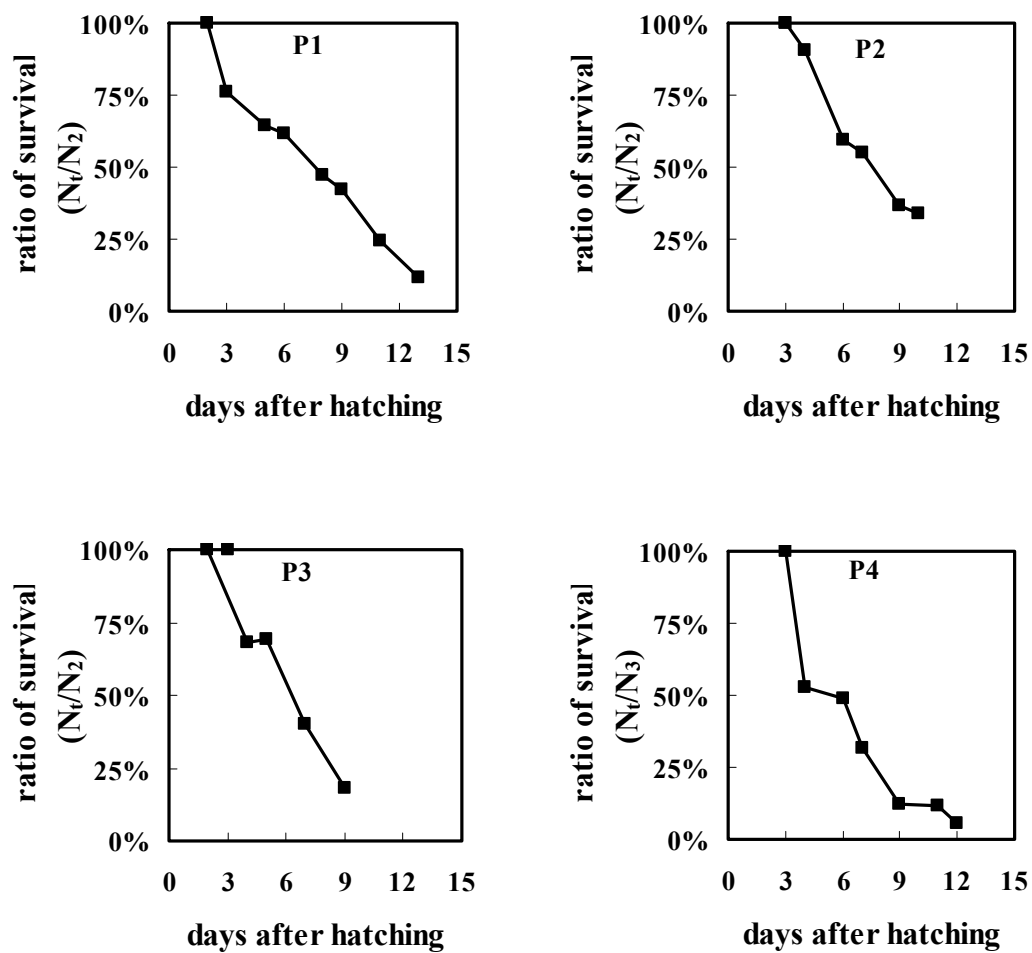 100%
75%
50%
25%
0%
ratio of survival
(Nt/N2)
P1
0 3 6 9 12 15
days after hatching
100%
75%
50%
25%
0%
ratio of survival
(Nt/N2)
P2
0 3 6 9 12 15
days after hatching
100%
75%
50%
25%
0%
ratio of survival
(Nt/N2)
P3
0 3 6 9 12 15
days after hatching
100%
75%
50%
25%
0%
ratio of survival
(Nt/N3)
P4
0 3 6 9 12 15
days after hatching